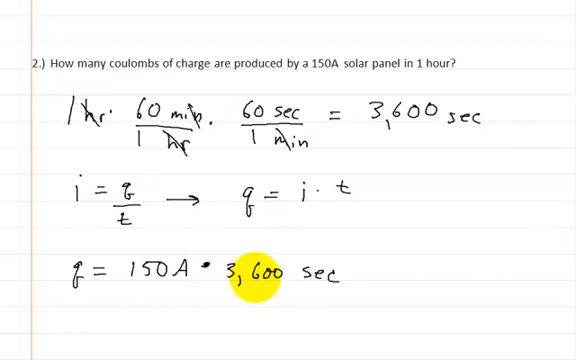 2.) How many coulombs of charge are produced by a 150A solar panel in 1 hour?
1 hr · 60 min / 1 hr · 60 sec / 1 min = 3,600 sec
i = q / t → q = i · t
q = 150A · 3,600 sec